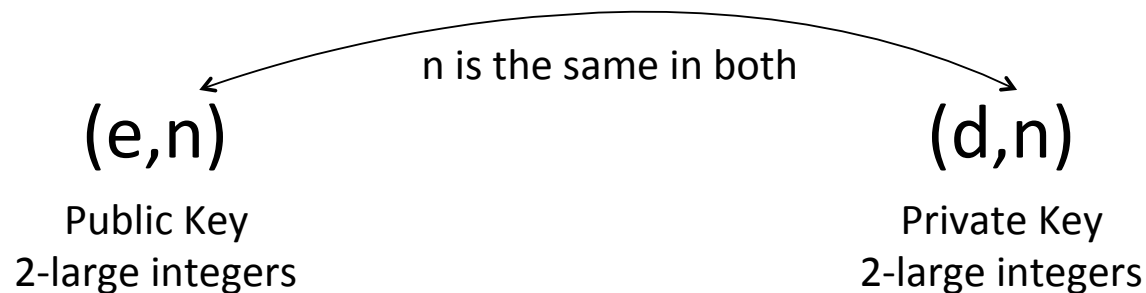 n is the same in both
(e,n)
(d,n)
Public Key
2-large integers
Private Key
2-large integers